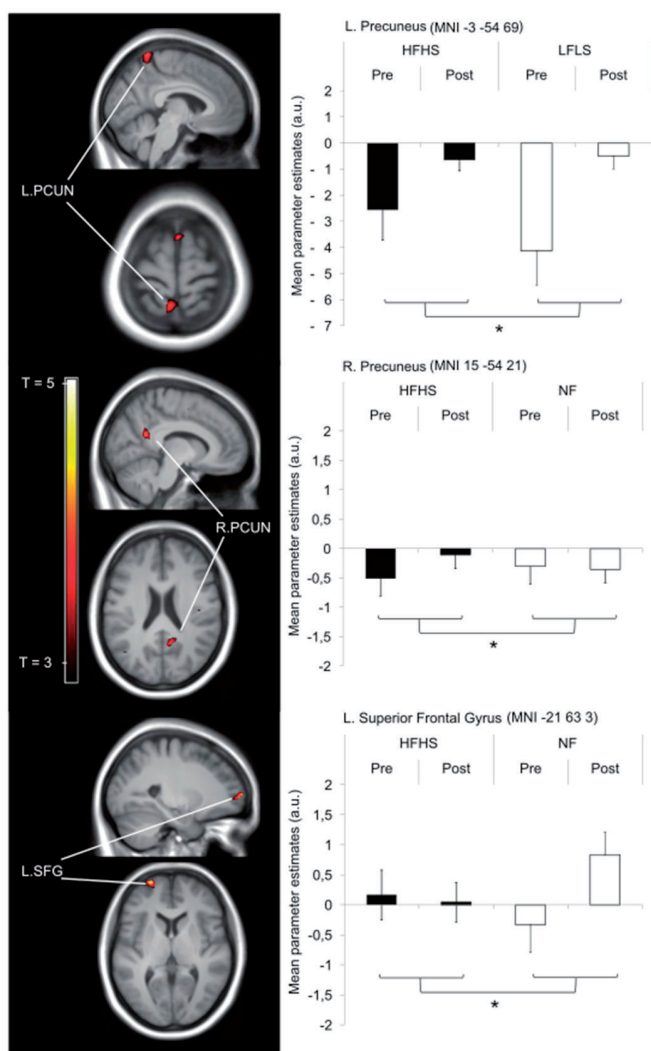 L.PCUN
T = 5
R.PCUN
T = 3
L.SFG
L. Precuneus (MNI -3 -54 69)
HFHS LFLS
Pre Post Pre Post
Mean parameter estimates (a.u.)
2
1
0
- 1
- 2
- 3
- 4
- 5
- 6
- 7
*
R. Precuneus (MNI 15 -54 21)
HFHS NF
Pre Post Pre Post
Mean parameter estimates (a.u.)
2
1,5
1
0,5
0
-0,5
-1
-1,5
-2
*
L. Superior Frontal Gyrus (MNI -21 63 3)
HFHS NF
Pre Post Pre Post
Mean parameter estimates (a.u.)
2
1,5
1
0,5
0
-0,5
-1
-1,5
-2
*